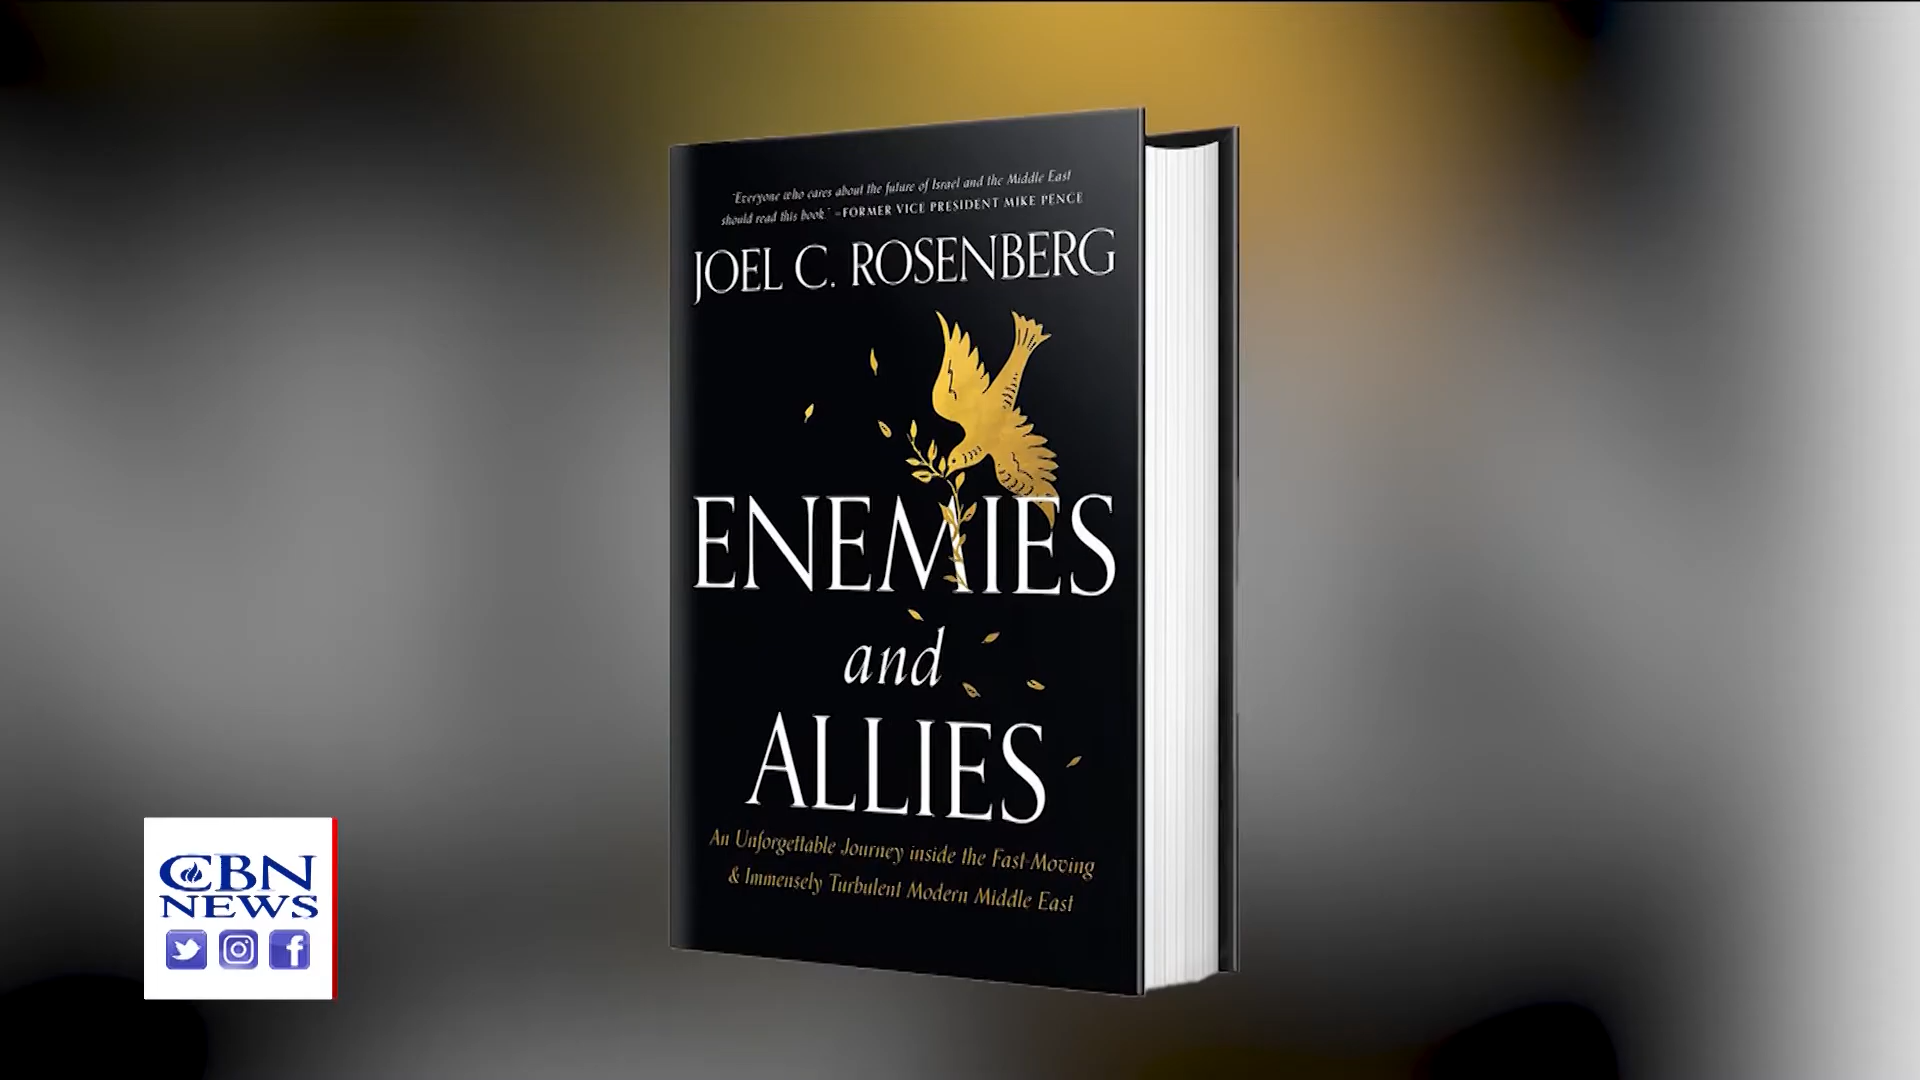 "Everyone who cares about the future of Israel and the Middle East
should read this book." –FORMER VICE PRESIDENT MIKE PENCE
JOEL C. ROSENBERG
ENEMIES
and
ALLIES
An Unforgettable Journey inside the Fast-Moving
& Immensely Turbulent Modern Middle East
CBN
NEWS